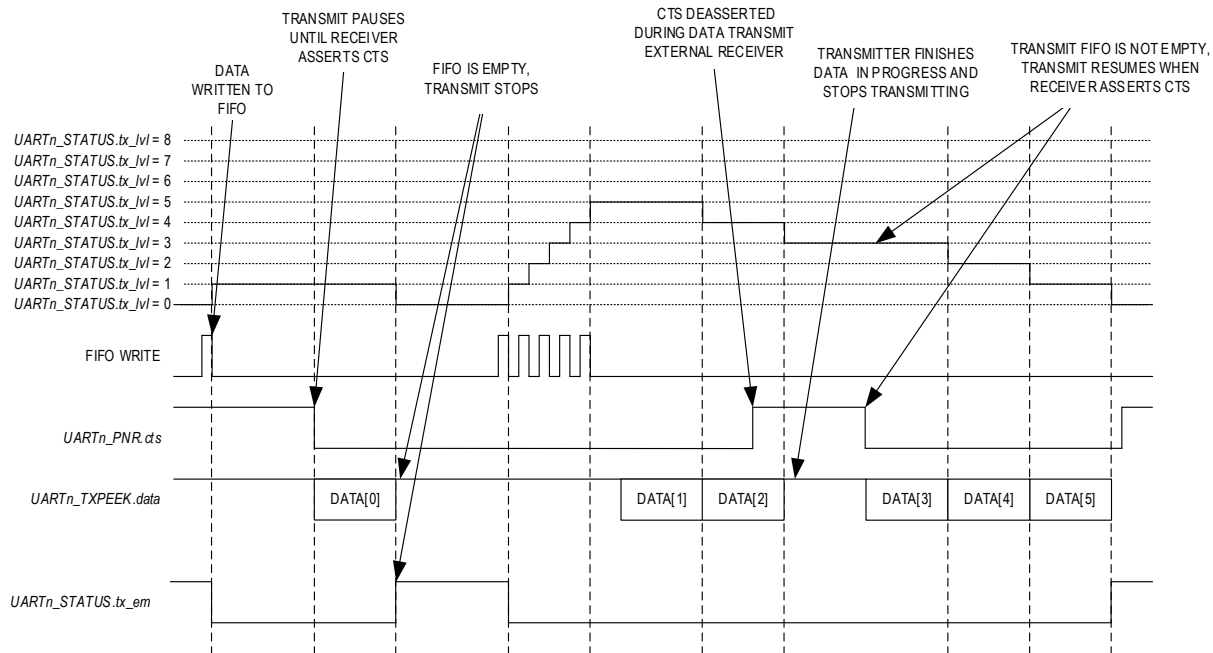 TRANSMIT PAUSES
UNTIL RECEIVER
ASSERTS CTS
DATA
WRITTEN TO
FIFO
FIFO IS EMPTY,
TRANSMIT STOPS
CTS DEASSERTED
DURING DATA TRANSMIT
EXTERNAL RECEIVER
TRANSMITTER FINISHES
DATA IN PROGRESS AND
STOPS TRANSMITTING
TRANSMIT FIFO IS NOT EMPTY,
TRANSMIT RESUMES WHEN
RECEIVER ASSERTS CTS
UARTn_STATUS.tx_lvl = 8
UARTn_STATUS.tx_lvl = 7
UARTn_STATUS.tx_lvl = 6
UARTn_STATUS.tx_lvl = 5
UARTn_STATUS.tx_lvl = 4
UARTn_STATUS.tx_lvl = 3
UARTn_STATUS.tx_lvl = 2
UARTn_STATUS.tx_lvl = 1
UARTn_STATUS.tx_lvl = 0
FIFO WRITE
UARTn_PNR.cts
UARTn_TXPEEK.data
DATA[0]
DATA[1]
DATA[2]
DATA[3]
DATA[4]
DATA[5]
UARTn_STATUS.tx_em